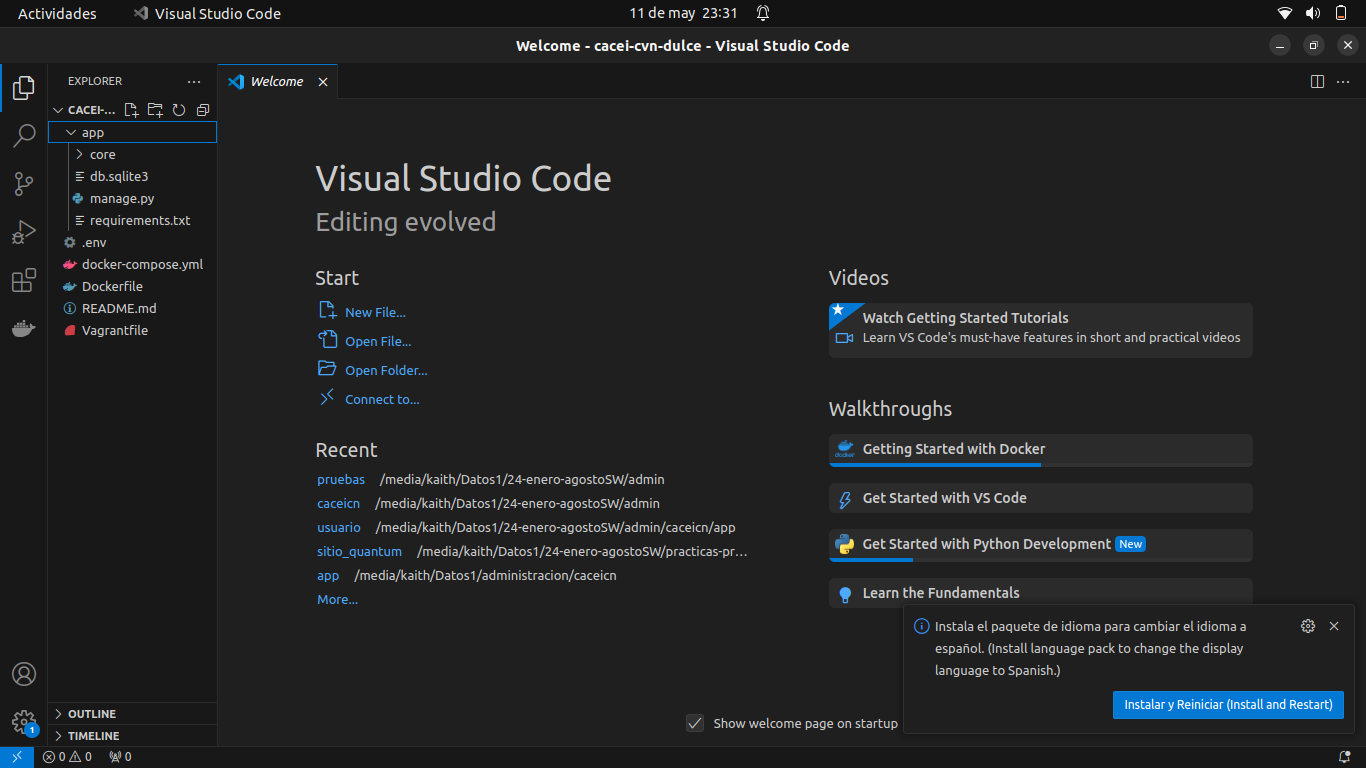 Actividades
Visual Studio Code
11 de may 23:31
Welcome - cacei-cvn-dulce - Visual Studio Code
EXPLORER
CACEI-...
app
core
db.sqlite3
manage.py
requirements.txt
.env
docker-compose.yml
Dockerfile
README.md
Vagrantfile
OUTLINE
TIMELINE
Welcome
Visual Studio Code
Editing evolved
Start
New File...
Open File...
Open Folder...
Connect to...
Recent
pruebas /media/kaith/Datos1/24-enero-agostoSW/admin
caceicn /media/kaith/Datos1/24-enero-agostoSW/admin
usuario /media/kaith/Datos1/24-enero-agostoSW/admin/caceicn/app
sitio_quantum /media/kaith/Datos1/24-enero-agostoSW/practicas-pr...
app /media/kaith/Datos1/administracion/caceicn
More...
Videos
Watch Getting Started Tutorials
Learn VS Code's must-have features in short and practical videos
Walkthroughs
docker
Getting Started with Docker
Get Started with VS Code
Get Started with Python Development New
Learn the Fundamentals
Instala el paquete de idioma para cambiar el idioma a
español. (Install language pack to change the display
language to Spanish.)
Instalar y Reiniciar (Install and Restart)
Show welcome page on startup
1
0 0 0